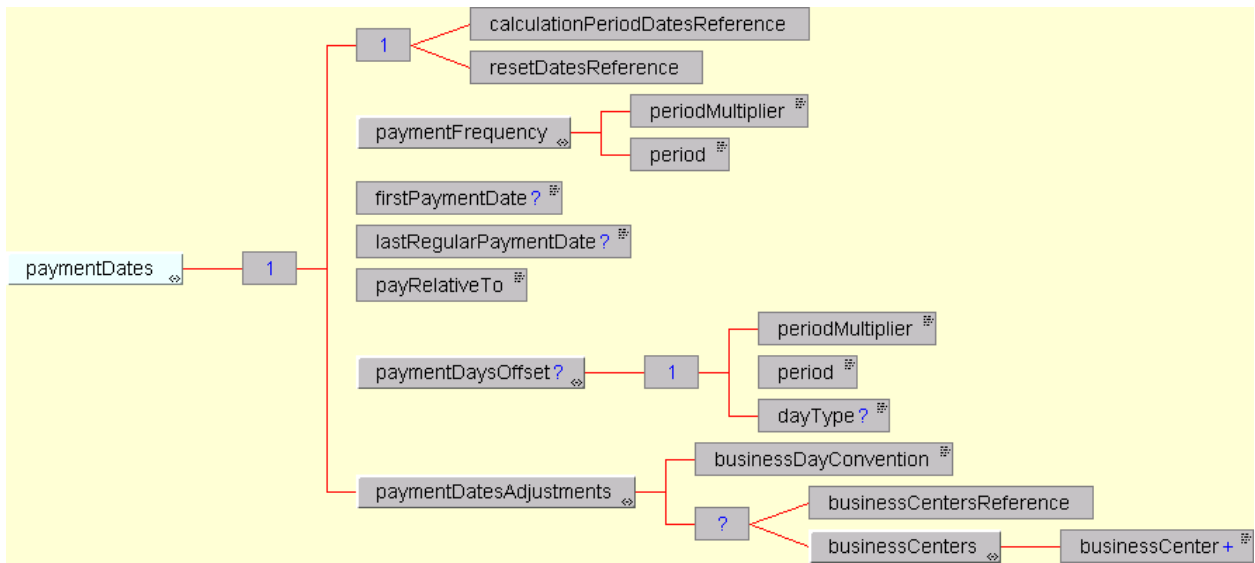 calculationPeriodDatesReference
1
resetDatesReference
periodMultiplier
paymentFrequency
period
firstPaymentDate?
lastRegularPaymentDate?
paymentDates
1
payRelativeTo
periodMultiplier
paymentDaysOffset?
1
period
dayType?
businessDayConvention
paymentDatesAdjustments
?
businessCentersReference
businessCenters
businessCenter+